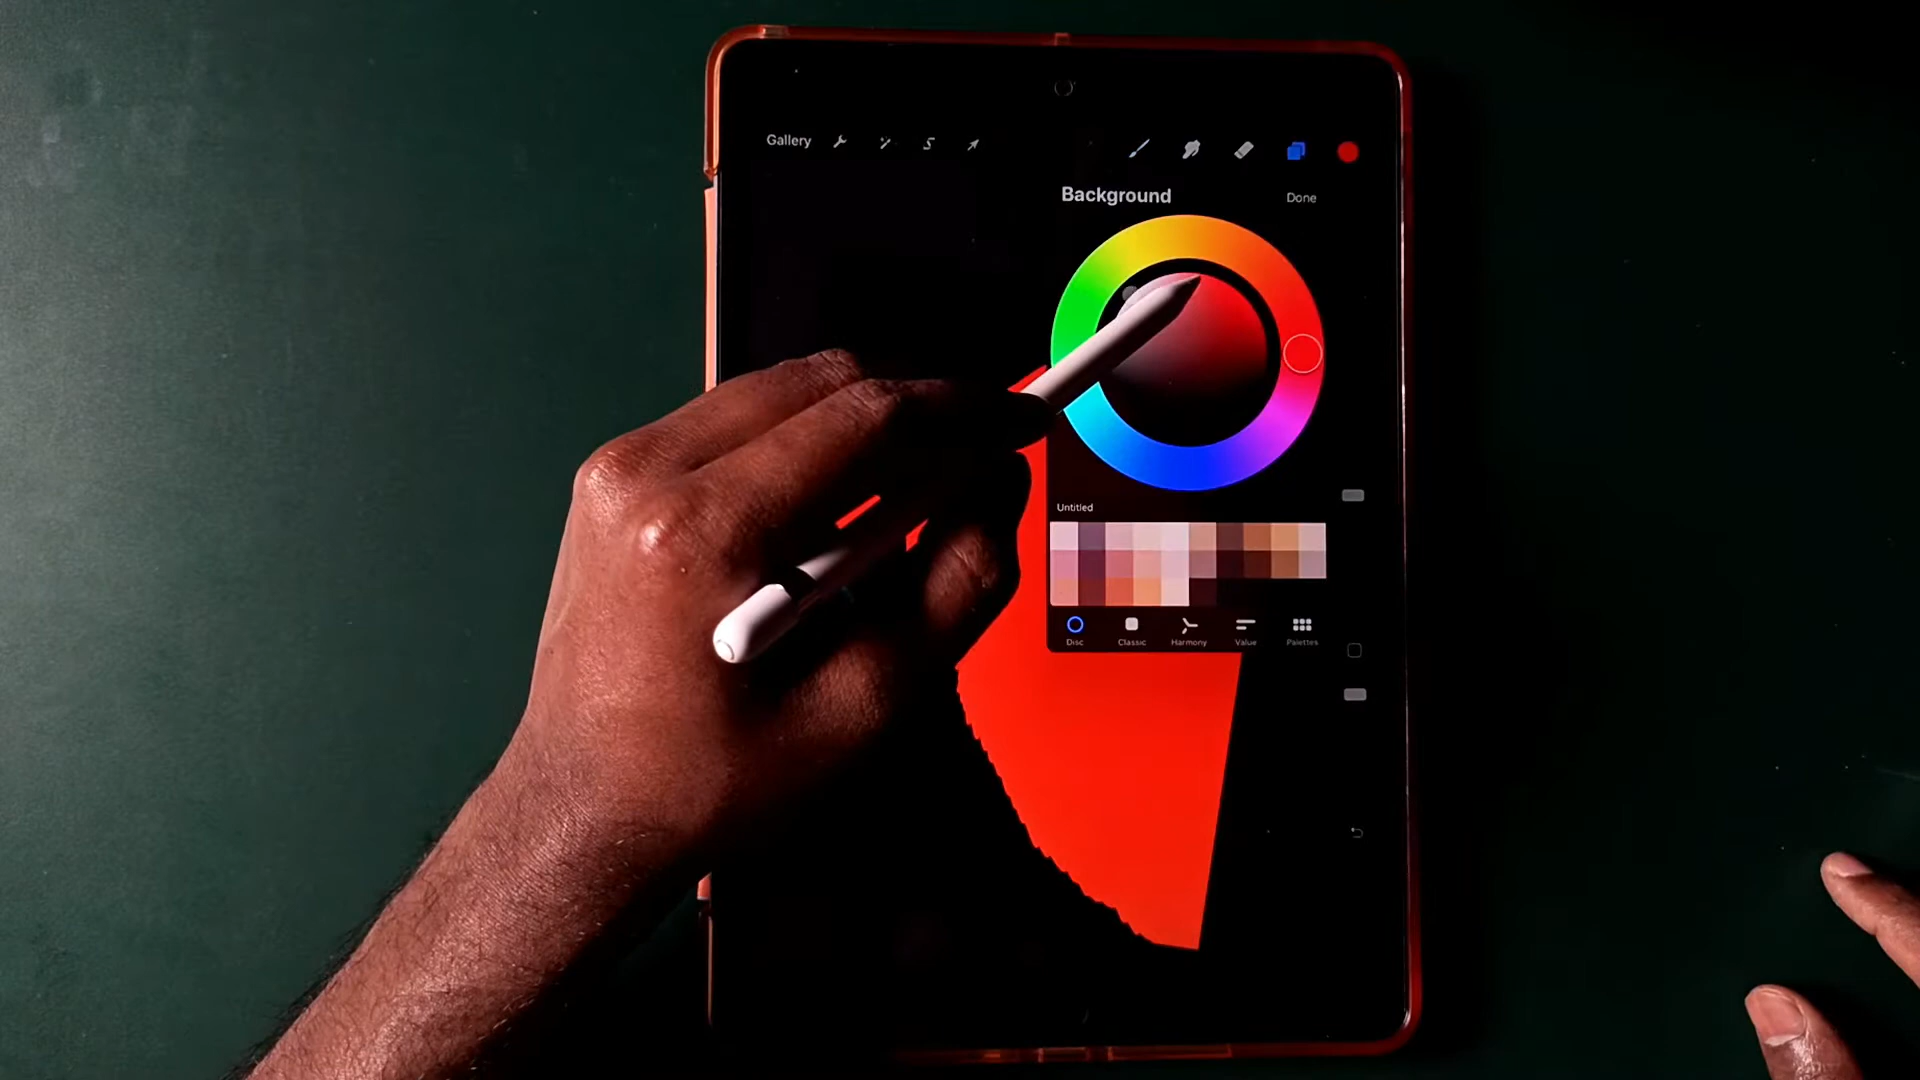 Gallery
Background Done
Untitled
Disc Classic Harmony Value Palettes